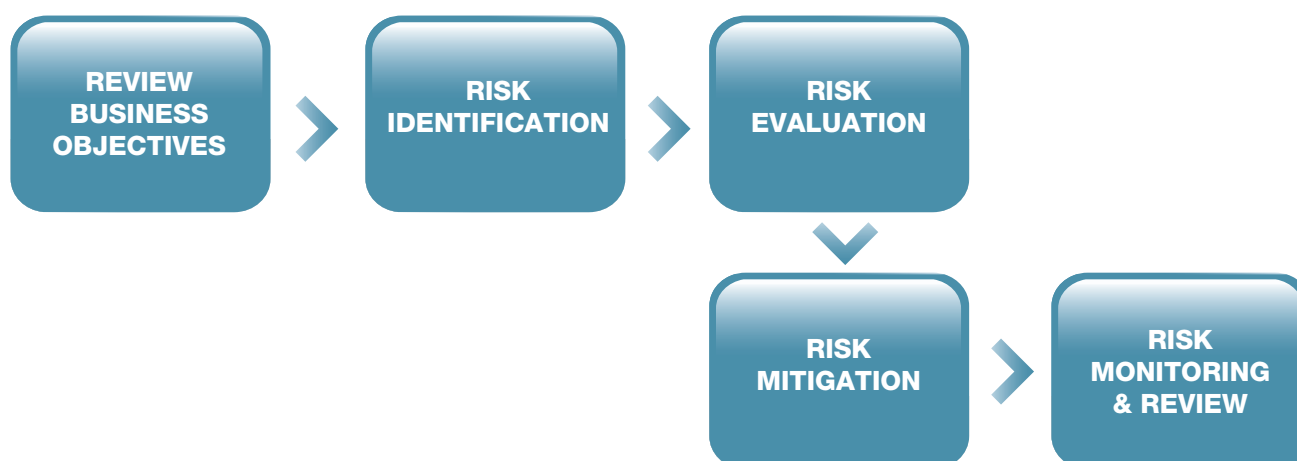 REVIEW
BUSINESS
OBJECTIVES
RISK
IDENTIFICATION
RISK
EVALUATION
RISK
MITIGATION
RISK
MONITORING
& REVIEW